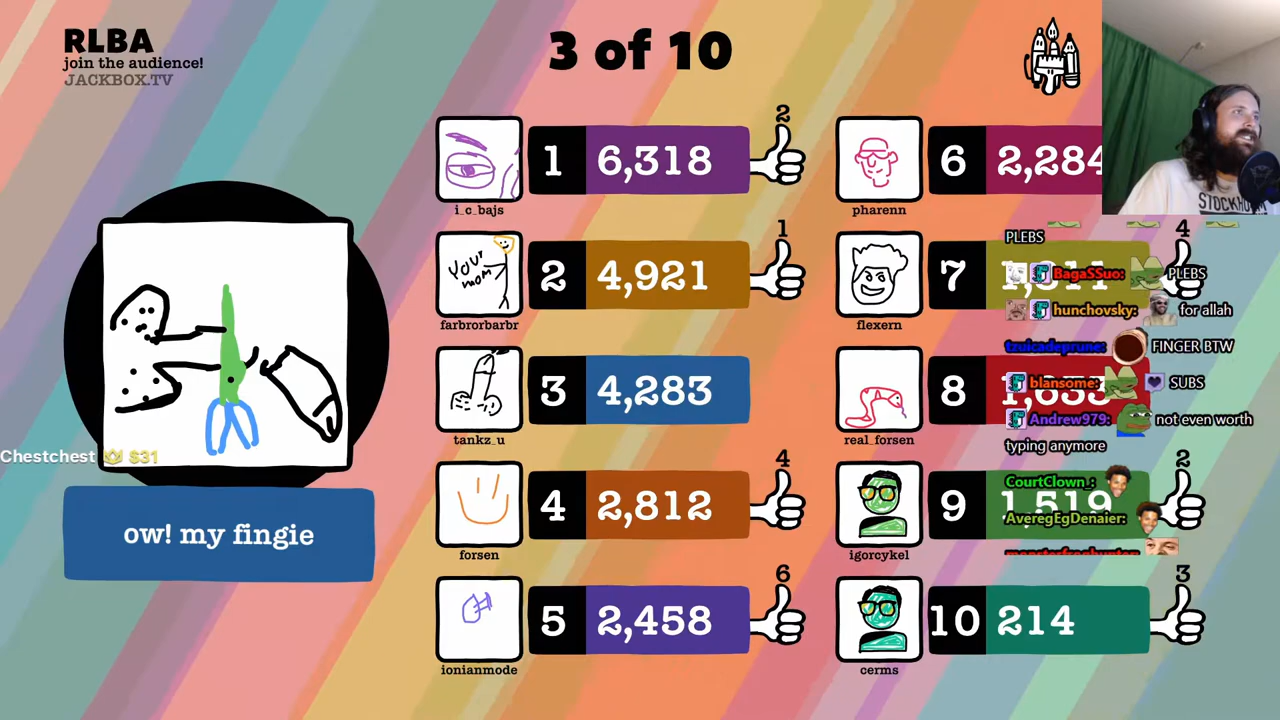 RLBA
join the audience!
JACKBOX.TV
3 of 10
ow! my fingie
Chestchest $31
2
1 6,318
i_c_bajs
Your mom
1
2 4,921
farbrorbarbr
3 4,283
tankz_u
4
4 2,812
forsen
6
5 2,458
ionianmode
6 2,284
pharenn
4
7
flexern
8 1,633
real_forsen
2
9 1,519
igorcykel
3
10 214
cerms
STOCKHOLM
PLEBS
BagaSSuo: PLEBS
hunchovsky: for allah
tzuicadeprune: FINGER BTW
blansome: SUBS
Andrew979: not even worth
typing anymore
CourtClown_:
AveregEgDenaier: